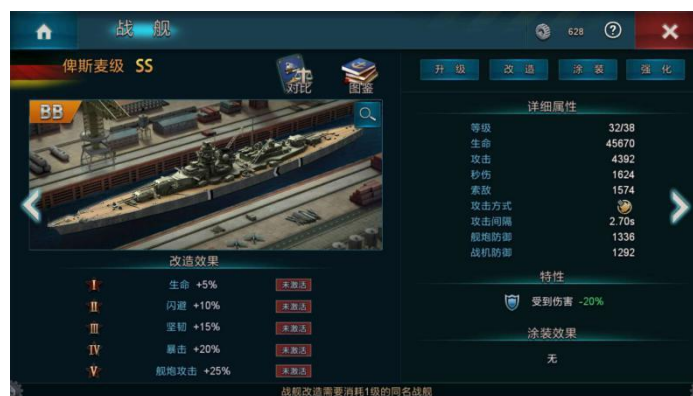 战 舰
628
?
俾斯麦级 SS
对比
图鉴
升 级
改 造
涂 装
强 化
BB
详细属性
等级 32/38
生命 45670
攻击 4392
秒伤 1624
索敌 1574
攻击方式
攻击间隔 2.70s
舰炮防御 1336
战机防御 1292
改造效果
I 生命 +5% 未激活
II 闪避 +10% 未激活
III 坚韧 +15% 未激活
IV 暴击 +20% 未激活
V 舰炮攻击 +25% 未激活
特性
受到伤害 -20%
涂装效果
无
战舰改造需要消耗1级的同名战舰